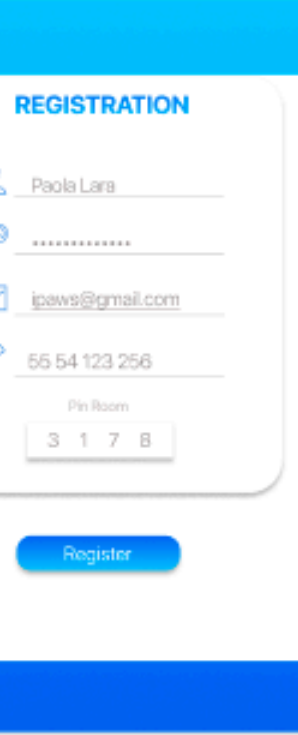 REGISTRATION
Paola Lara
•••••••••••••
ipaws@gmail.com
55 54 123 256
Pin Room
3 1 7 8
Register